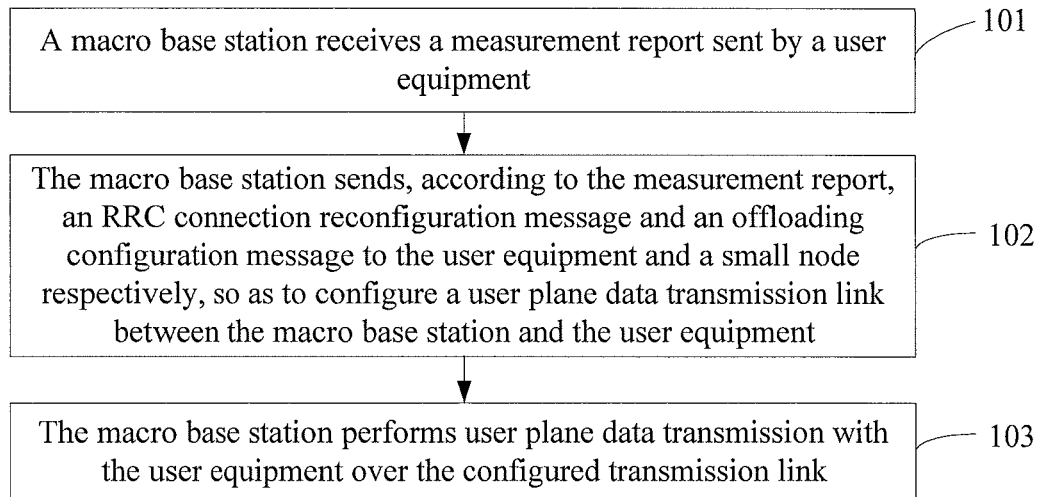 A macro base station receives a measurement report sent by a user
equipment
101
The macro base station sends, according to the measurement report,
an RRC connection reconfiguration message and an offloading
configuration message to the user equipment and a small node
respectively, so as to configure a user plane data transmission link
between the macro base station and the user equipment
102
The macro base station performs user plane data transmission with
the user equipment over the configured transmission link
103